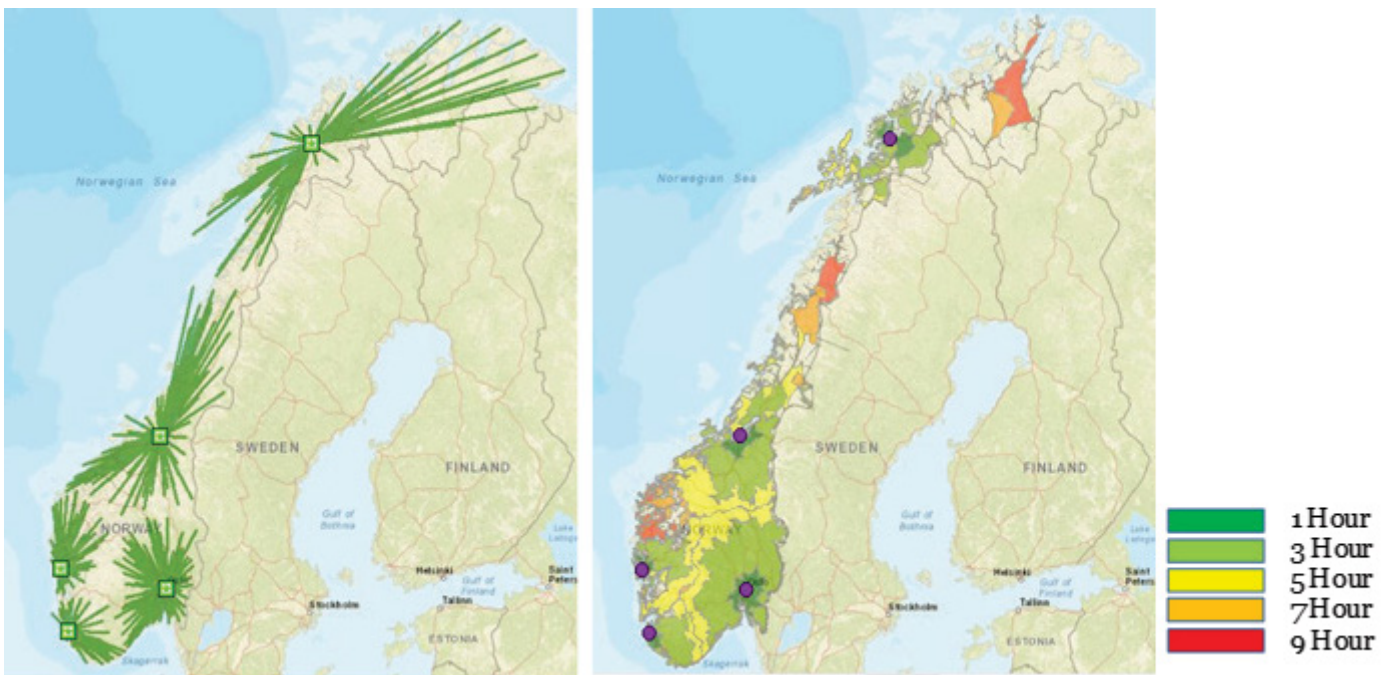 Norwegian Sea
SWEDEN
FINLAND
Gulf of
Bothnia
NORWAY
Helsinki
Gulf of
Finland
Saint
Peters
Tallinn
Stockholm
ESTONIA
Skagerrak
Norwegian Sea
SWEDEN
FINLAND
Gulf of
Bothnia
NORWAY
Helsinki
Gulf of
Finland
Saint
Peters
Tallinn
Stockholm
ESTONIA
Skagerrak
1 Hour
3 Hour
5 Hour
7 Hour
9 Hour